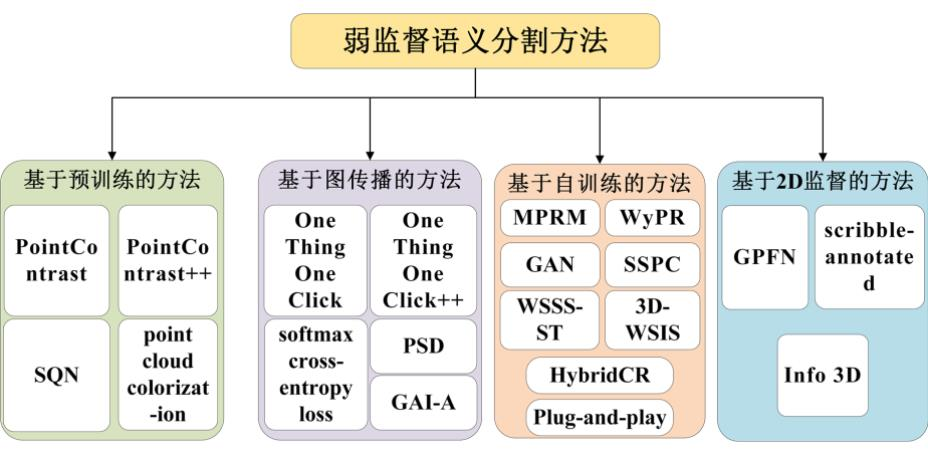 弱监督语义分割方法
基于预训练的方法
PointCo
ntrast
PointCo
ntrast++
SQN
point
cloud
colorizat
-ion
基于图传播的方法
One
Thing
One
Click
One
Thing
One
Click++
softmax
cross-
entropy
loss
PSD
GAI-A
基于自训练的方法
MPRM
WyPR
GAN
SSPC
WSSS-
ST
3D-
WSIS
HybridCR
Plug-and-play
基于2D监督的方法
GPFN
scribble-
annotate
d
Info 3D